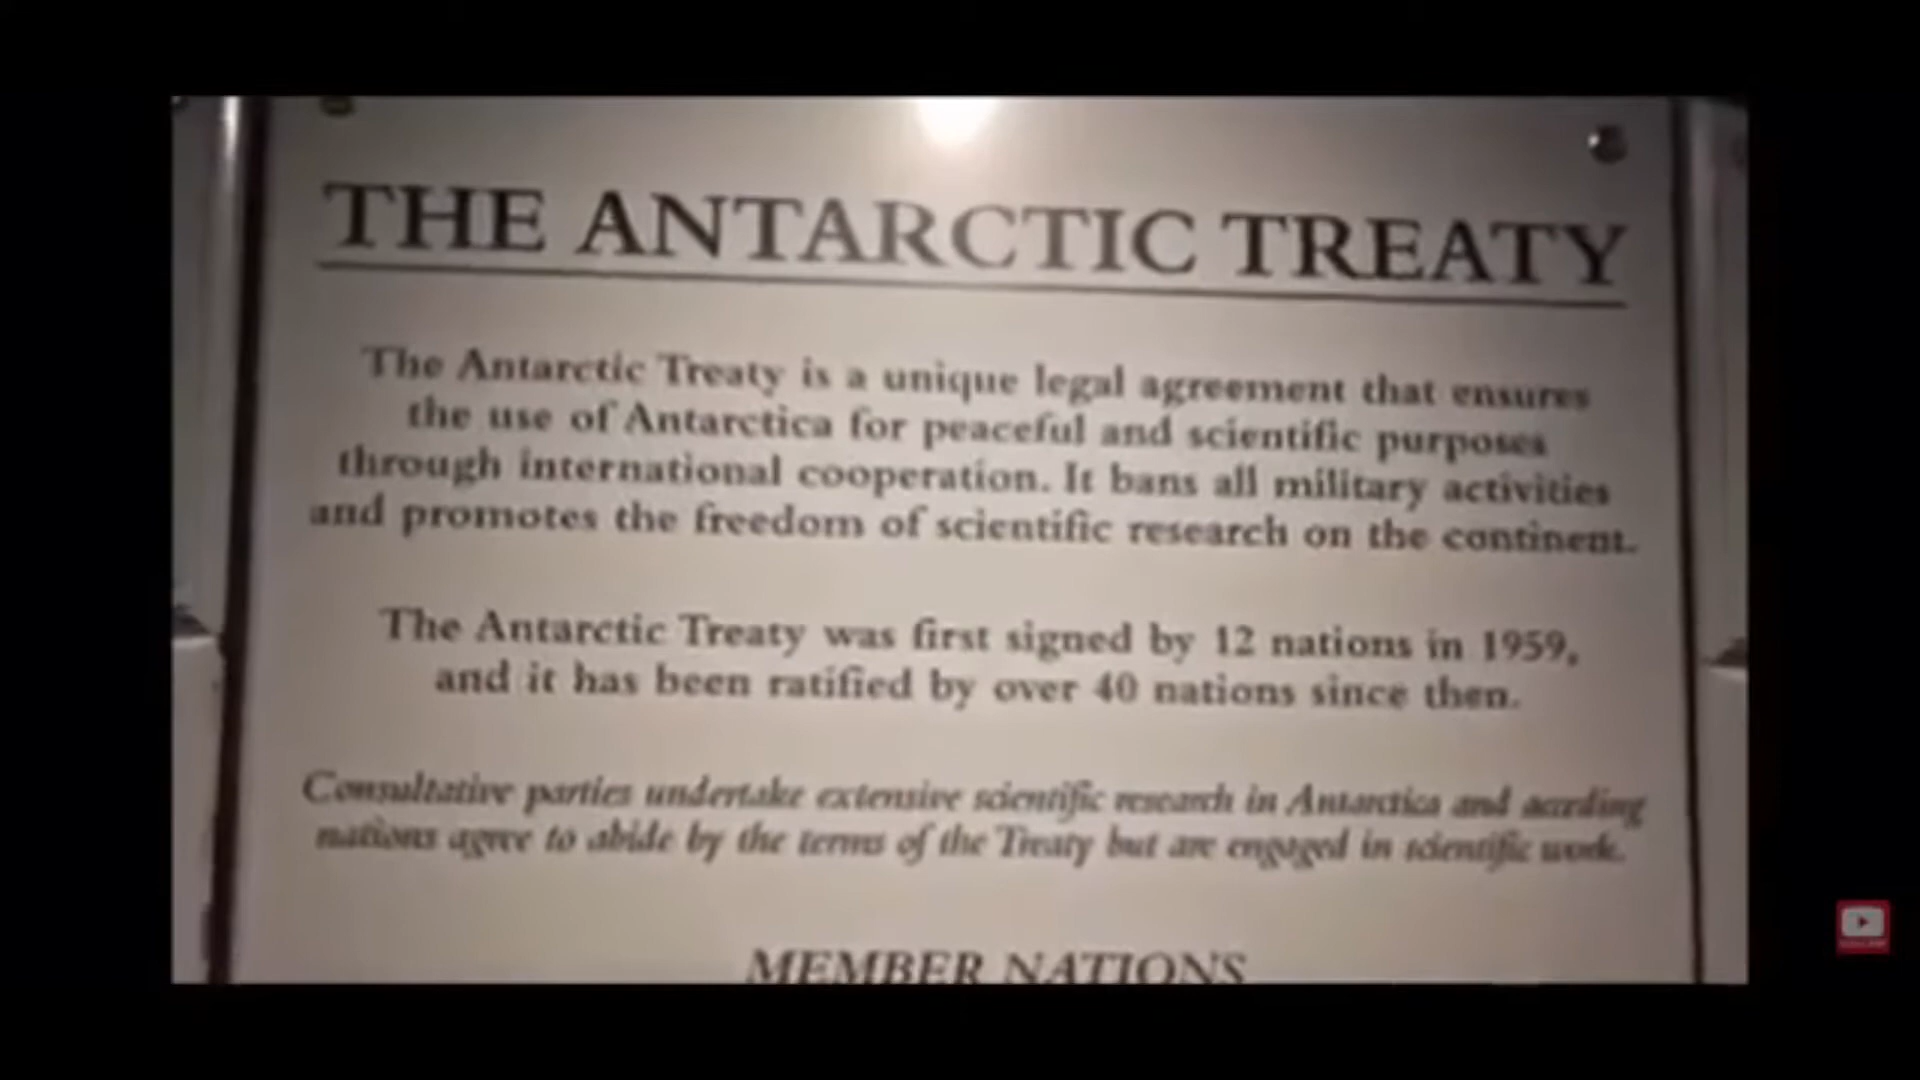 THE ANTARCTIC TREATY
The Antarctic Treaty is a unique legal agreement that ensures
the use of Antarctica for peaceful and scientific purposes
through international cooperation. It bans all military activities
and promotes the freedom of scientific research on the continent.
The Antarctic Treaty was first signed by 12 nations in 1959,
and it has been ratified by over 40 nations since then.
Consultative parties undertake extensive scientific research in Antarctica and acceding
nations agree to abide by the terms of the Treaty but are engaged in scientific work.
MEMBER NATIONS